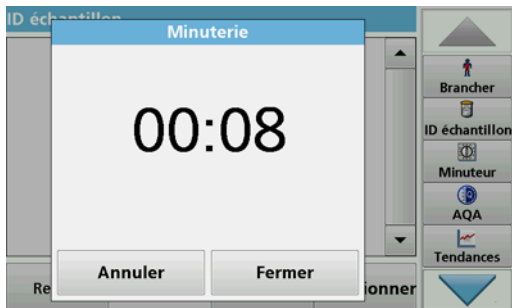 ID échantillon
Minuterie
00:08
Annuler
Fermer
Re
ionner
Brancher
ID échantillon
Minuteur
AQA
Tendances